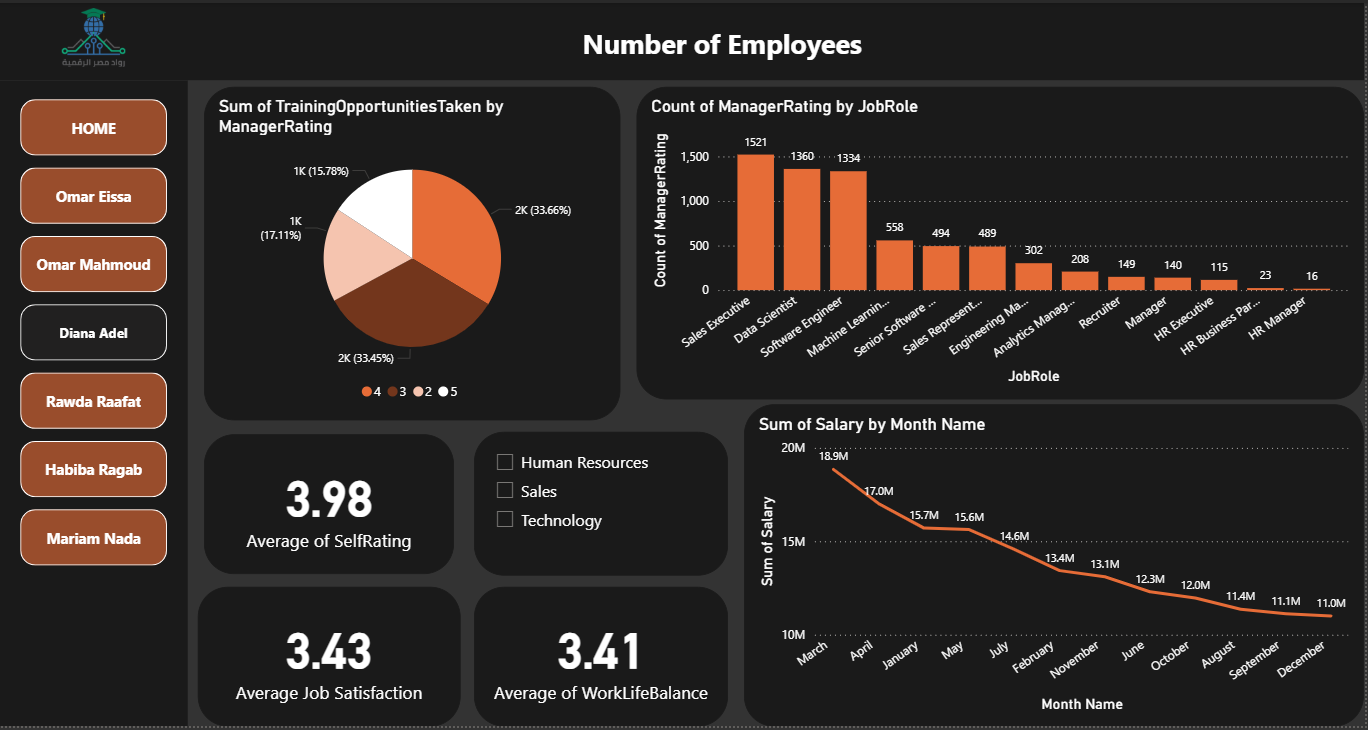 رواد مصر الرقمية
Number of Employees
HOME
Omar Eissa
Omar Mahmoud
Diana Adel
Rawda Raafat
Habiba Ragab
Mariam Nada
Sum of TrainingOpportunitiesTaken by
ManagerRating
1K (15.78%)
2K (33.66%)
1K
(17.11%)
2K (33.45%)
4 3 2 5
Count of ManagerRating by JobRole
Count of ManagerRating
1,500
1,000
500
0
1521
1360
1334
558
494
489
302
208
149
140
115
23
16
Sales Executive
Data Scientist
Software Engineer
Machine Learnin...
Senior Software ...
Sales Represent...
Engineering Ma...
Analytics Manag...
Recruiter
Manager
HR Executive
HR Business Par...
HR Manager
JobRole
3.98
Average of SelfRating
Human Resources
Sales
Technology
3.43
Average Job Satisfaction
3.41
Average of WorkLifeBalance
Sum of Salary by Month Name
Sum of Salary
20M
15M
10M
18.9M
17.0M
15.7M
15.6M
14.6M
13.4M
13.1M
12.3M
12.0M
11.4M
11.1M
11.0M
March
April
January
May
July
February
November
June
October
August
September
December
Month Name